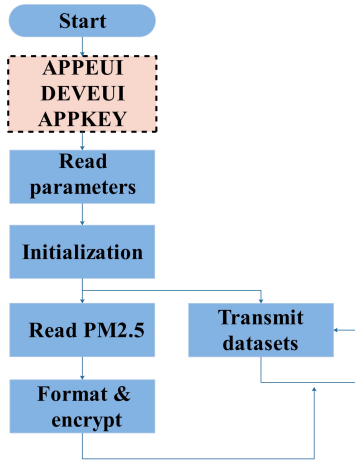 Start
APPEUI
DEVEUI
APPKEY
Read
parameters
Initialization
Read PM2.5
Transmit
datasets
Format &
encrypt